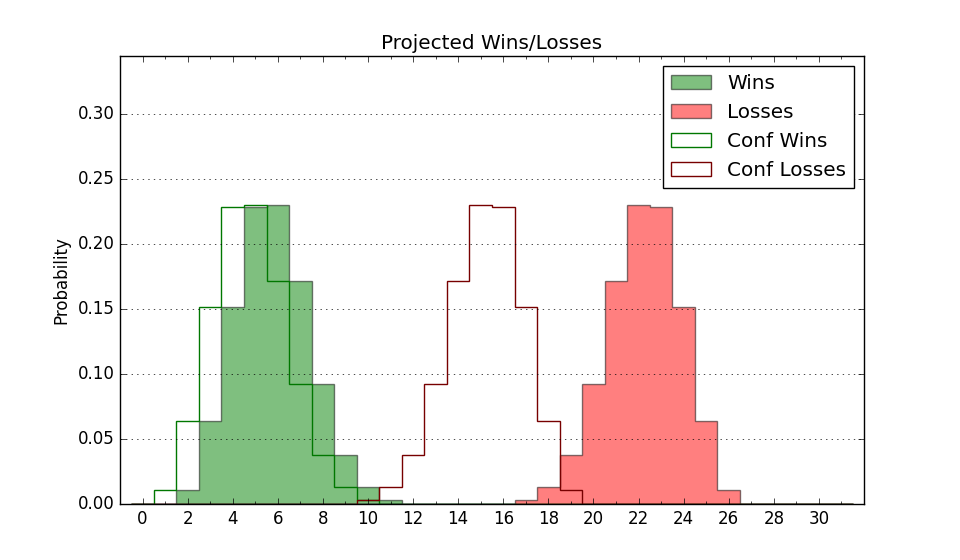 Projected Wins/Losses
Wins
Losses
Conf Wins
Conf Losses
Probability
0.30
0.25
0.20
0.15
0.10
0.05
0.00
0 2 4 6 8 10 12 14 16 18 20 22 24 26 28 30